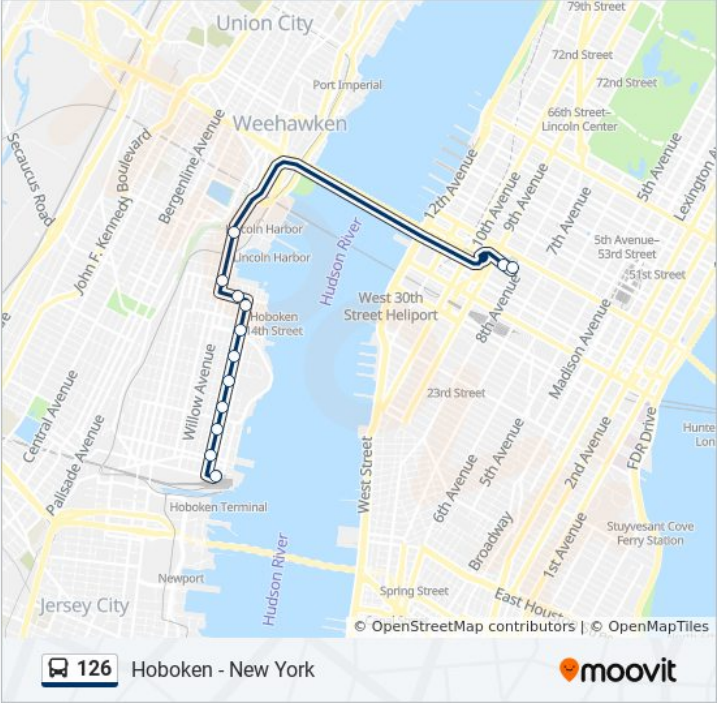 79th Street
Union City
72nd Street
Port Imperial
72nd Street
66th Street–
Lincoln Center
Weehawken
Secaucus Road
John F. Kennedy Boulevard
Bergenline Avenue
12th Avenue
10th Avenue
9th Avenue
7th Avenue
5th Avenue
Lexington A
Lincoln Harbor
Lincoln Harbor
Hudson River
5th Avenue–
53rd Street
51st Street
West 30th
Street Heliport
8th Avenue
Hoboken
14th Street
Madison Avenue
Willow Avenue
23rd Street
Central Avenue
Palisade Avenue
West Street
6th Avenue
5th Avenue
2nd Avenue
FDR Drive
Hunte
Lon
Hoboken Terminal
Broadway
1st Avenue
Stuyvesant Cove
Ferry Station
Newport
Hudson River
Spring Street
East Hous
Jersey City
© OpenStreetMap contributors | © OpenMapTiles
126 Hoboken - New York
moovit